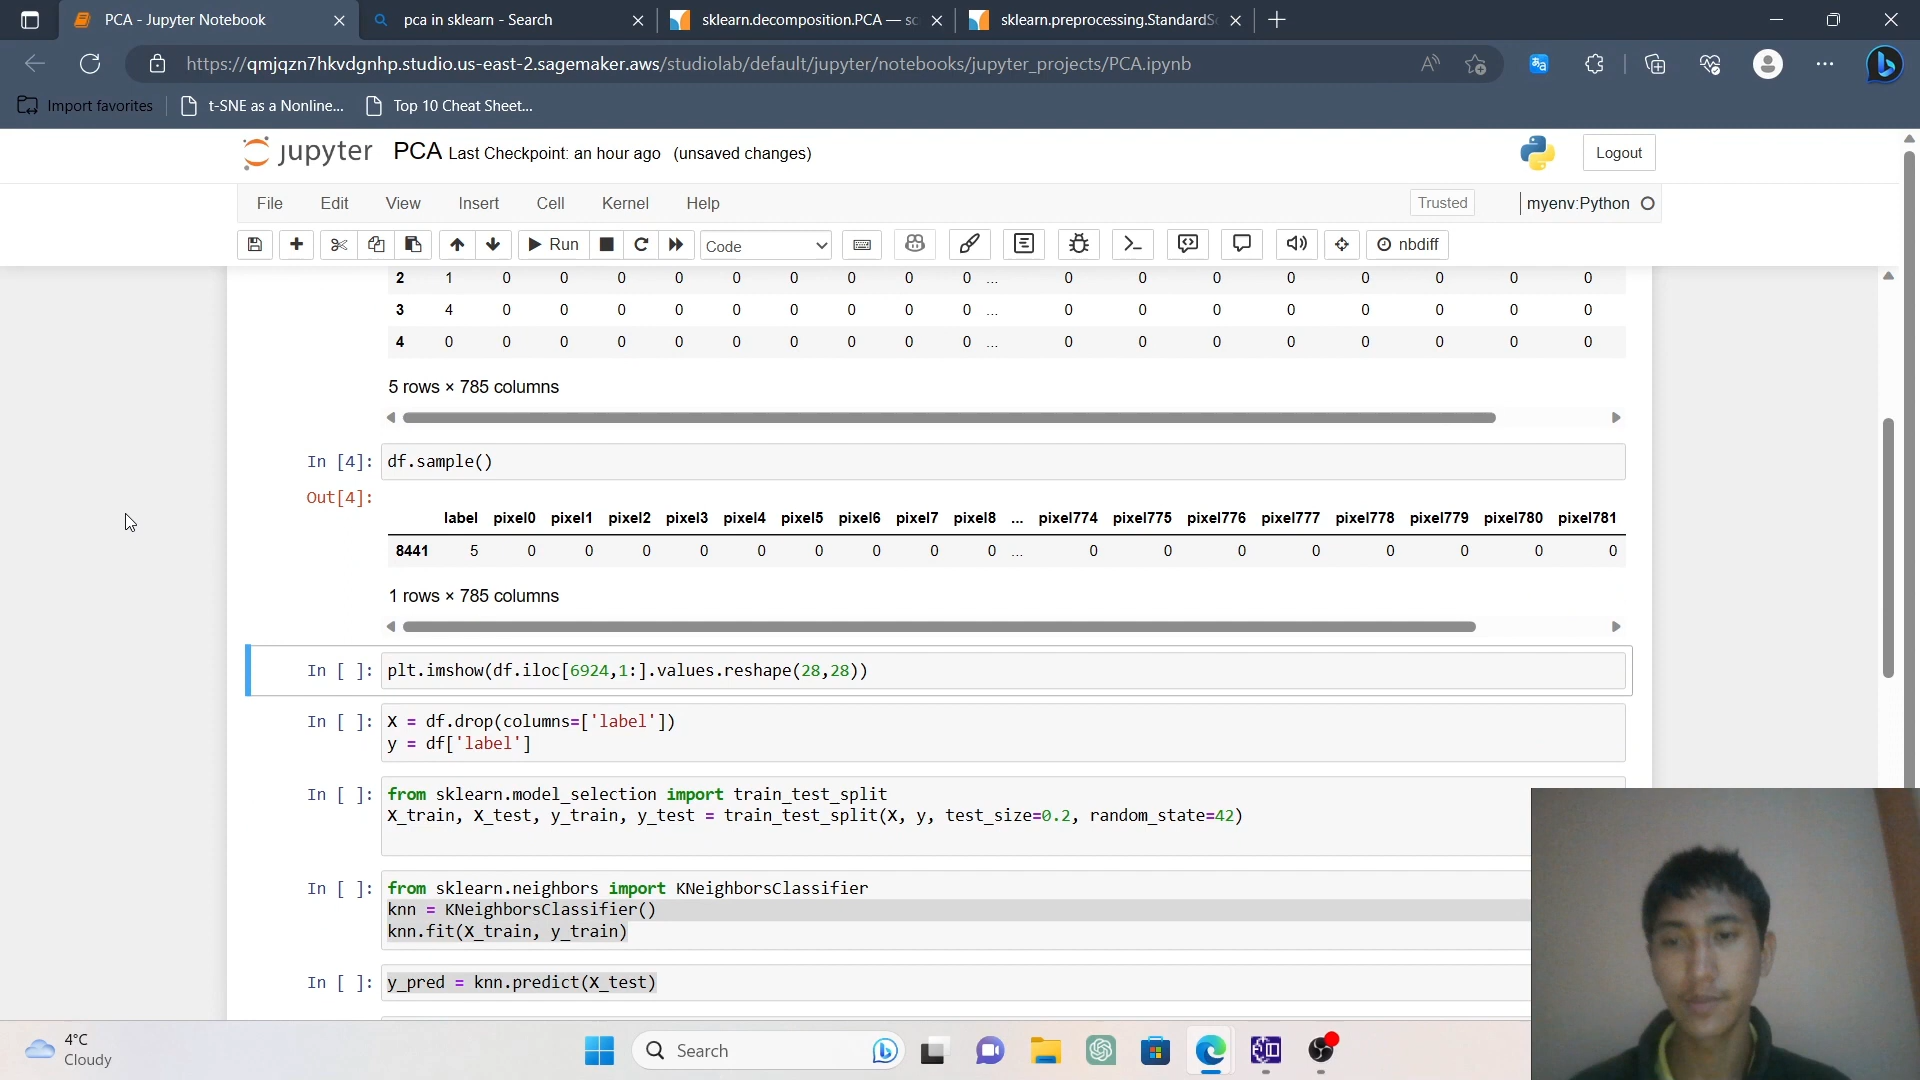 PCA - Jupyter Notebook
pca in sklearn - Search
sklearn.decomposition.PCA — sc
sklearn.preprocessing.StandardSc
https://qmjqzn7hkvdgnhp.studio.us-east-2.sagemaker.aws/studiolab/default/jupyter/notebooks/jupyter_projects/PCA.ipynb
Import favorites
t-SNE as a Nonline...
Top 10 Cheat Sheet...
jupyter PCA Last Checkpoint: an hour ago (unsaved changes)
Logout
File Edit View Insert Cell Kernel Help
Trusted
myenv:Python
Run
Code
nbdiff
2 1 0 0 0 0 0 0 0 0 0 ... 0 0 0 0 0 0 0 0
3 4 0 0 0 0 0 0 0 0 0 ... 0 0 0 0 0 0 0 0
4 0 0 0 0 0 0 0 0 0 0 ... 0 0 0 0 0 0 0 0
5 rows × 785 columns
In [4]: df.sample()
Out[4]:
label pixel0 pixel1 pixel2 pixel3 pixel4 pixel5 pixel6 pixel7 pixel8 ... pixel774 pixel775 pixel776 pixel777 pixel778 pixel779 pixel780 pixel781
8441 5 0 0 0 0 0 0 0 0 0 ... 0 0 0 0 0 0 0 0
1 rows × 785 columns
In [ ]: plt.imshow(df.iloc[6924,1:].values.reshape(28,28))
In [ ]: X = df.drop(columns=['label'])
y = df['label']
In [ ]: from sklearn.model_selection import train_test_split
X_train, X_test, y_train, y_test = train_test_split(X, y, test_size=0.2, random_state=42)
In [ ]: from sklearn.neighbors import KNeighborsClassifier
knn = KNeighborsClassifier()
knn.fit(X_train, y_train)
In [ ]: y_pred = knn.predict(X_test)
4°C
Cloudy
Search